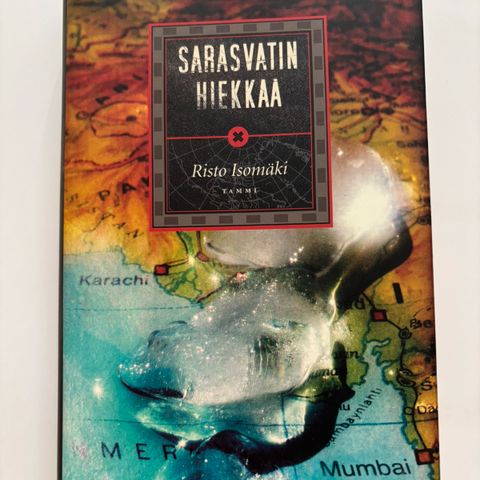 SARASVATIN
HIEKKAA
Risto Isomäki
TAMMI
Karachi
I
MER
Mumbai